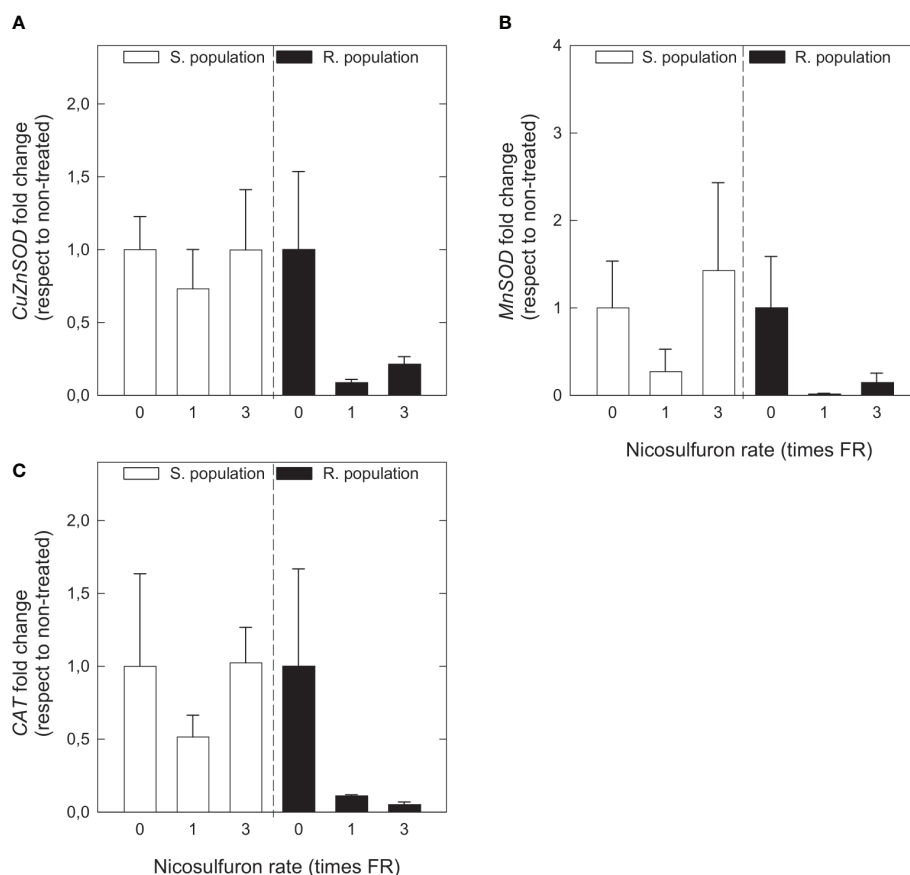 A
S. population R. population
2,0
1,5
1,0
0,5
0,0
CuZnSOD fold change
(respect to non-treated)
0 1 3 0 1 3
B
S. population R. population
4
3
2
1
0
MnSOD fold change
(respect to non-treated)
0 1 3 0 1 3
Nicosulfuron rate (times FR)
C
S. population R. population
2,0
1,5
1,0
0,5
0,0
CAT fold change
(respect to non-treated)
0 1 3 0 1 3
Nicosulfuron rate (times FR)